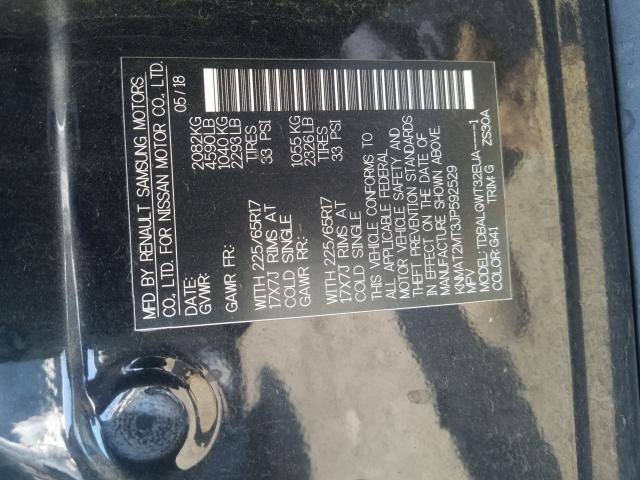 MFD BY RENAULT SAMSUNG MOTORS
CO., LTD. FOR NISSAN MOTOR CO., LTD.
DATE: 05/18
GVWR: 2082KG
4590LB
GAWR FR: 1040KG
2293LB
WITH 225/65R17 TIRES
17X7J RIMS AT 33 PSI
COLD SINGLE
GAWR RR:- 1055KG
2326LB
WITH 225/65R17 TIRES
17X7J RIMS AT 33 PSI
COLD SINGLE
THIS VEHICLE CONFORMS TO
ALL APPLICABLE FEDERAL
MOTOR VEHICLE SAFETY AND
THEFT PREVENTION STANDARDS
IN EFFECT ON THE DATE OF
MANUFACTURE SHOWN ABOVE
KNMAT2MT3JP592529
MPV
MODEL: TDBALQWT32EUA-----1
COLOR: G41 TRIM:G ZS30A